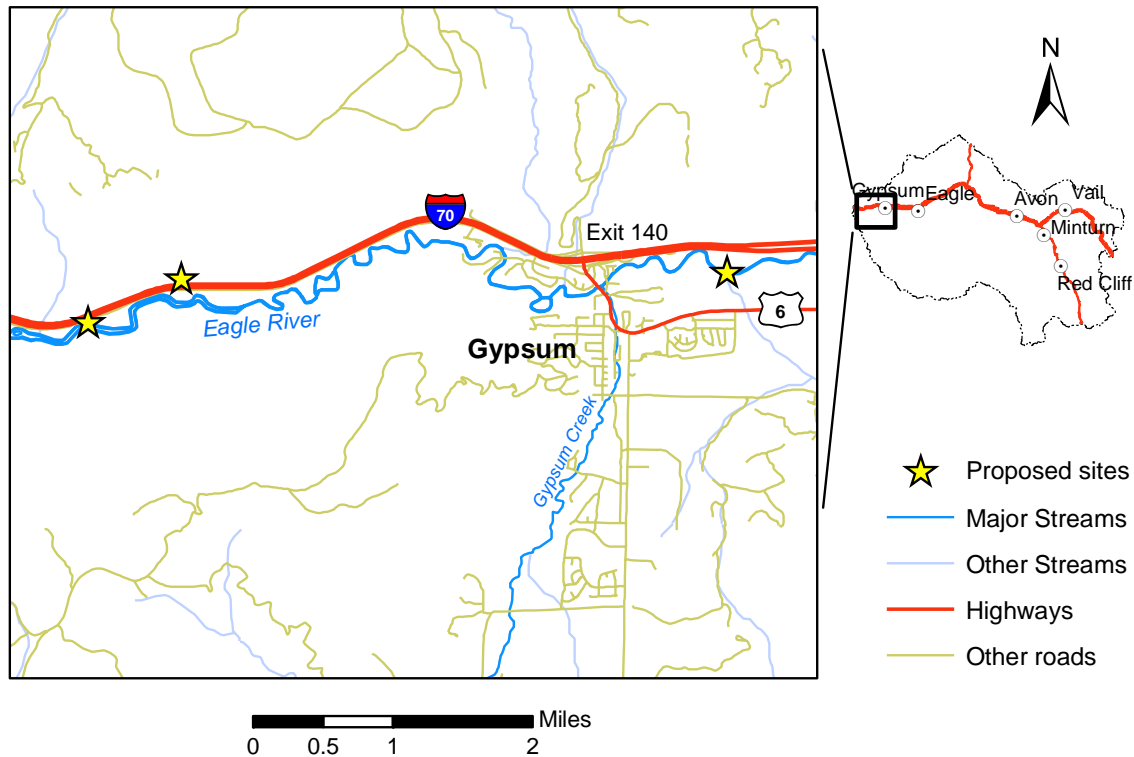 70
Exit 140
Eagle River
6
Gypsum
Gypsum Creek
N
Gypsum
Eagle
Avon
Vail
Minturn
Red Cliff
Proposed sites
Major Streams
Other Streams
Highways
Other roads
Miles
0 0.5 1 2